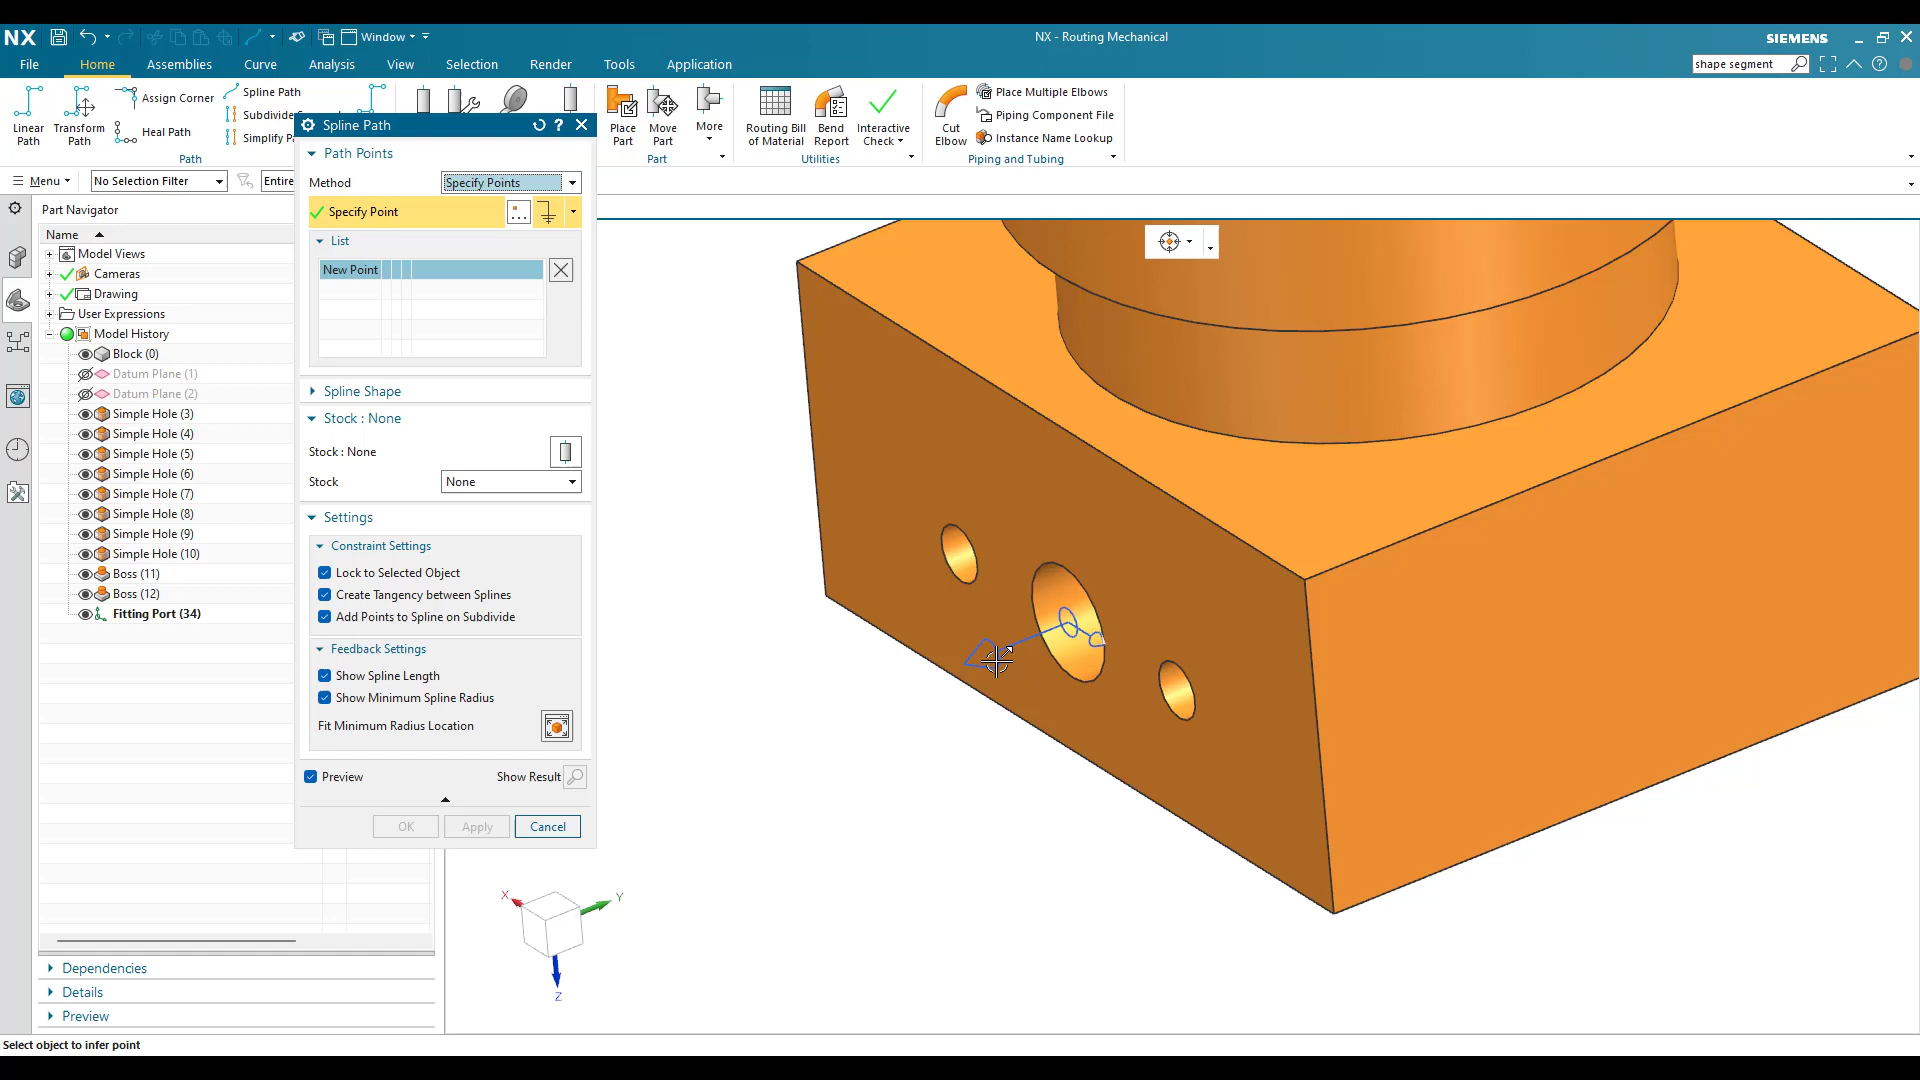 NX
Window
NX - Routing Mechanical
SIEMENS
File
Home
Assemblies
Curve
Analysis
View
Selection
Render
Tools
Application
shape segment
Linear Path
Transform Path
Assign Corner
Heal Path
Spline Path
Subdivide
Simplify P
Path
Place Part
Move Part
More
Part
Routing Bill of Material
Bend Report
Interactive Check
Utilities
Cut Elbow
Place Multiple Elbows
Piping Component File
Instance Name Lookup
Piping and Tubing
Menu
No Selection Filter
Entire
Part Navigator
Name
Model Views
Cameras
Drawing
User Expressions
Model History
Block (0)
Datum Plane (1)
Datum Plane (2)
Simple Hole (3)
Simple Hole (4)
Simple Hole (5)
Simple Hole (6)
Simple Hole (7)
Simple Hole (8)
Simple Hole (9)
Simple Hole (10)
Boss (11)
Boss (12)
Fitting Port (34)
Dependencies
Details
Preview
Spline Path
Path Points
Method
Specify Points
Specify Point
List
New Point
Spline Shape
Stock : None
Stock : None
Stock
None
Settings
Constraint Settings
Lock to Selected Object
Create Tangency between Splines
Add Points to Spline on Subdivide
Feedback Settings
Show Spline Length
Show Minimum Spline Radius
Fit Minimum Radius Location
Preview
Show Result
OK
Apply
Cancel
X
Y
Z
Select object to infer point